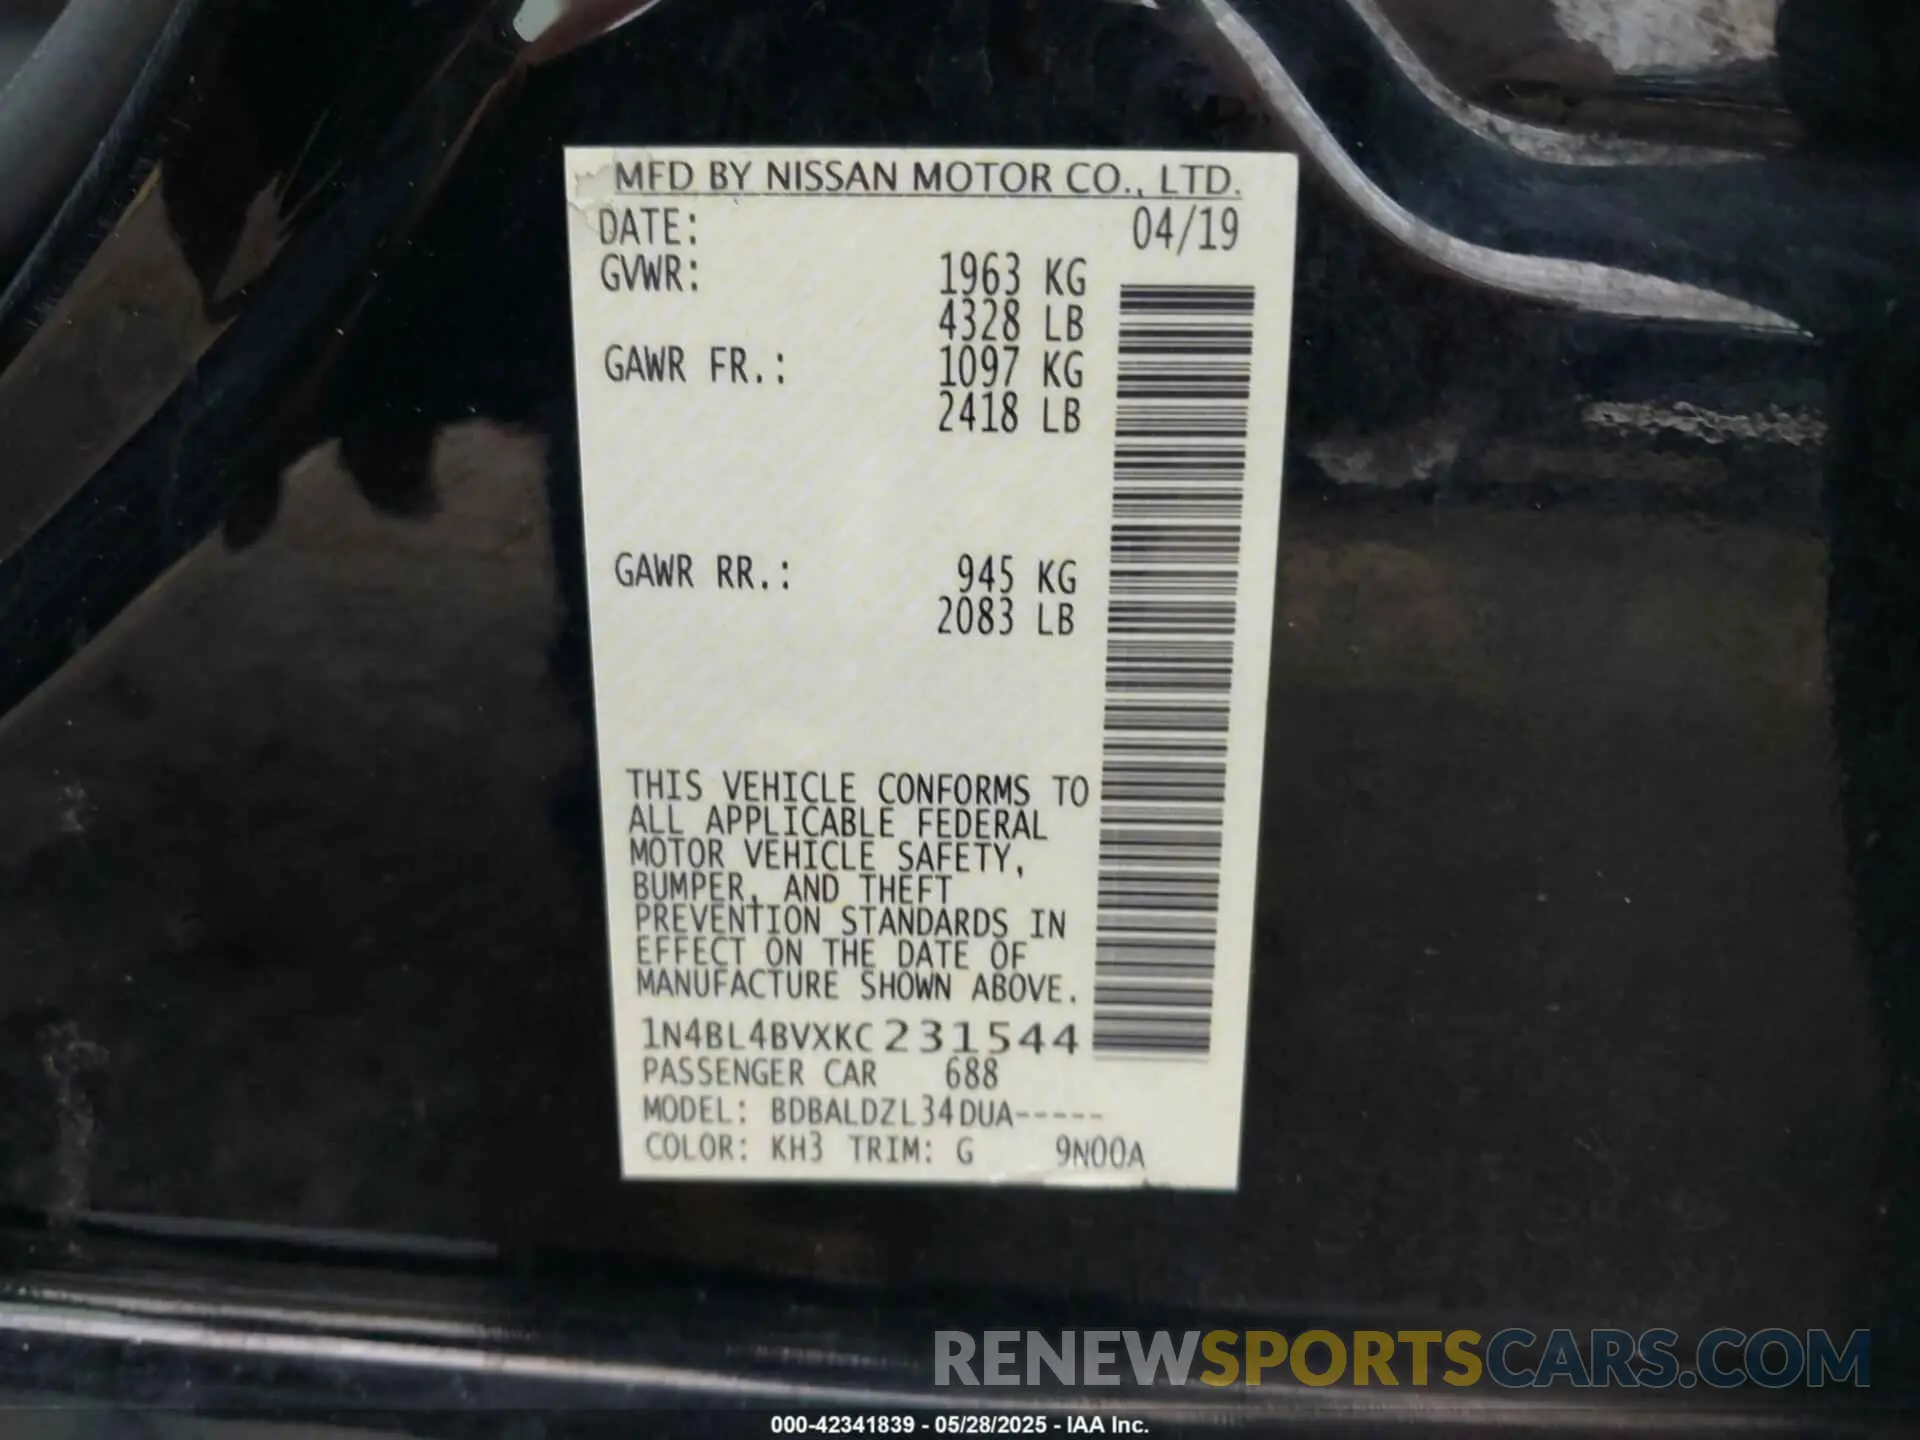 MFD BY NISSAN MOTOR CO., LTD.
DATE: 04/19
GVWR: 1963 KG
4328 LB
GAWR FR.: 1097 KG
2418 LB
GAWR RR.: 945 KG
2083 LB
THIS VEHICLE CONFORMS TO
ALL APPLICABLE FEDERAL
MOTOR VEHICLE SAFETY,
BUMPER, AND THEFT
PREVENTION STANDARDS IN
EFFECT ON THE DATE OF
MANUFACTURE SHOWN ABOVE.
1N4BL4BVXKC231544
PASSENGER CAR 688
MODEL: BDBALDZL34DUA-----
COLOR: KH3 TRIM: G 9N00A
RENEWSPORTSCARS.COM
000-42341839 - 05/28/2025 - IAA Inc.